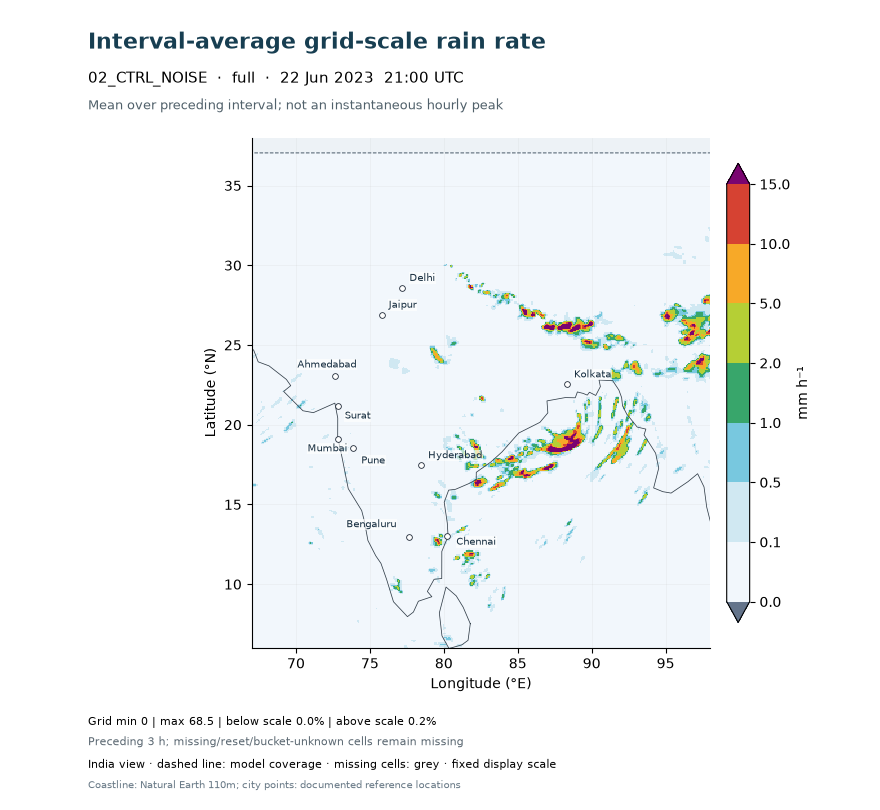 Interval-average grid-scale rain rate
02_CTRL_NOISE · full · 22 Jun 2023 21:00 UTC
Mean over preceding interval; not an instantaneous hourly peak
35
30
25
20
15
10
Latitude (°N)
70 75 80 85 90 95
Longitude (°E)
Delhi
Jaipur
Ahmedabad
Kolkata
Surat
Mumbai
Pune
Hyderabad
Bengaluru
Chennai
15.0
10.0
5.0
2.0
1.0
0.5
0.1
0.0
mm h⁻¹
Grid min 0 | max 68.5 | below scale 0.0% | above scale 0.2%
Preceding 3 h; missing/reset/bucket-unknown cells remain missing
India view · dashed line: model coverage · missing cells: grey · fixed display scale
Coastline: Natural Earth 110m; city points: documented reference locations